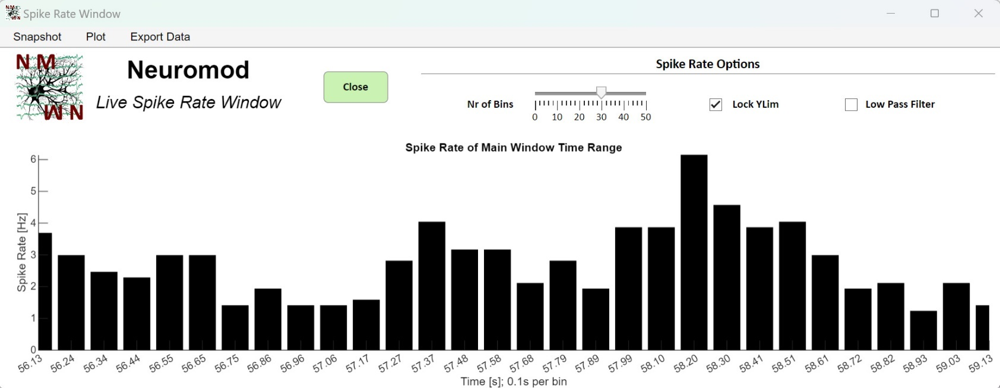 Spike Rate Window
Snapshot Plot Export Data
NM
Neuromod
Live Spike Rate Window
Close
Spike Rate Options
Nr of Bins
0 10 20 30 40 50
Lock YLim
Low Pass Filter
Spike Rate of Main Window Time Range
Spike Rate [Hz]
6
5
4
3
2
1
0
56.13 56.24 56.34 56.44 56.55 56.65 56.75 56.86 56.96 57.06 57.17 57.27 57.37 57.48 57.58 57.68 57.79 57.89 57.99 58.10 58.20 58.30 58.41 58.51 58.61 58.72 58.82 58.93 59.03 59.13
Time [s]; 0.1s per bin